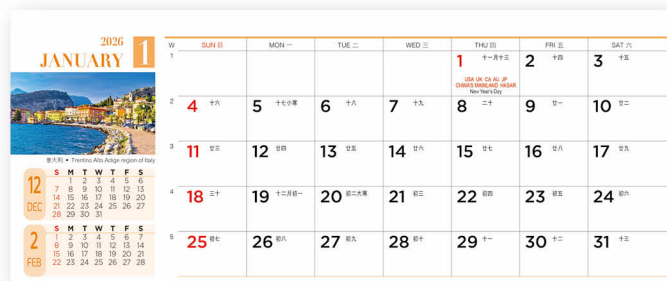 2026
JANUARY 1
意大利 • Trentino Alto Adige region of Italy
12 DEC
S M T W T F S
1 2 3 4 5 6
7 8 9 10 11 12 13
14 15 16 17 18 19 20
21 22 23 24 25 26 27
28 29 30 31
2 FEB
S M T W T F S
1 2 3 4 5 6 7
8 9 10 11 12 13 14
15 16 17 18 19 20 21
22 23 24 25 26 27 28
W SUN 日 MON 一 TUE 二 WED 三 THU 四 FRI 五 SAT 六
1 1 十一月十三 2 十四 3 十五
USA UK CA AU JP
CHINA'S MAINLAND HKSAR
New Year's Day
2 4 十六 5 十七小寒 6 十八 7 十九 8 二十 9 廿一 10 廿二
3 11 廿三 12 廿四 13 廿五 14 廿六 15 廿七 16 廿八 17 廿九
4 18 三十 19 十二月初一 20 初二大寒 21 初三 22 初四 23 初五 24 初六
5 25 初七 26 初八 27 初九 28 初十 29 十一 30 十二 31 十三